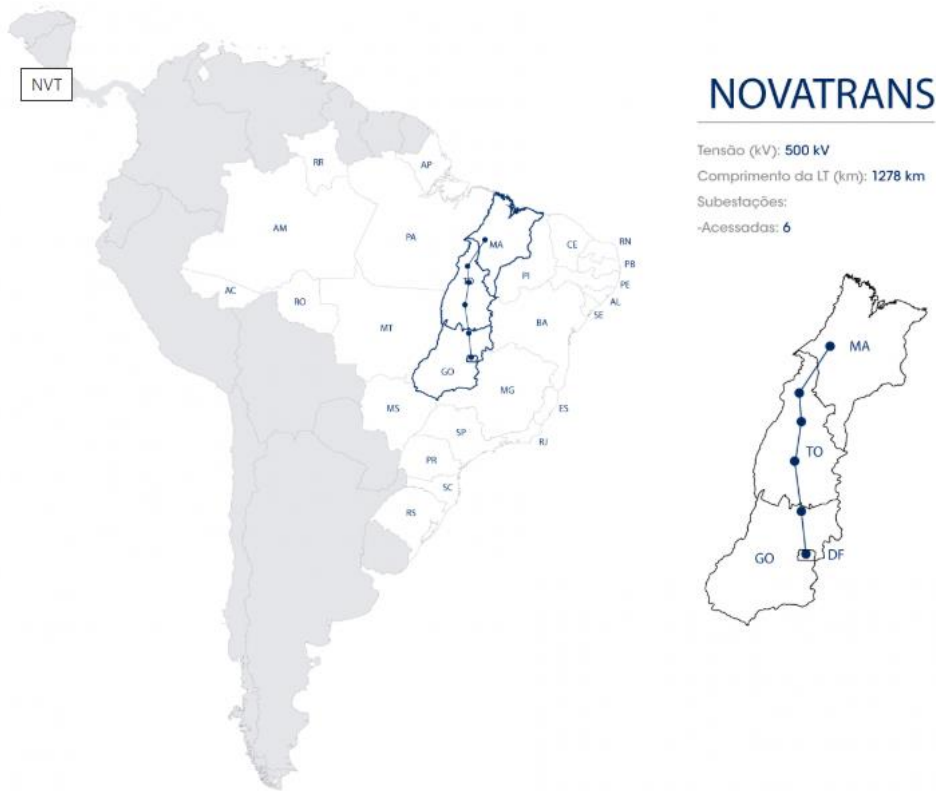 NVT
NOVATRANS
Tensão (kV): 500 kV
Comprimento da LT (km): 1278 km
Subestações:
-Acessadas: 6
RR
AP
AM
PA
MA
CE
RN
PB
PI
PE
AL
SE
AC
RO
TO
MT
BA
GO
MG
MS
ES
SP
RJ
PR
SC
RS
MA
TO
GO
DF